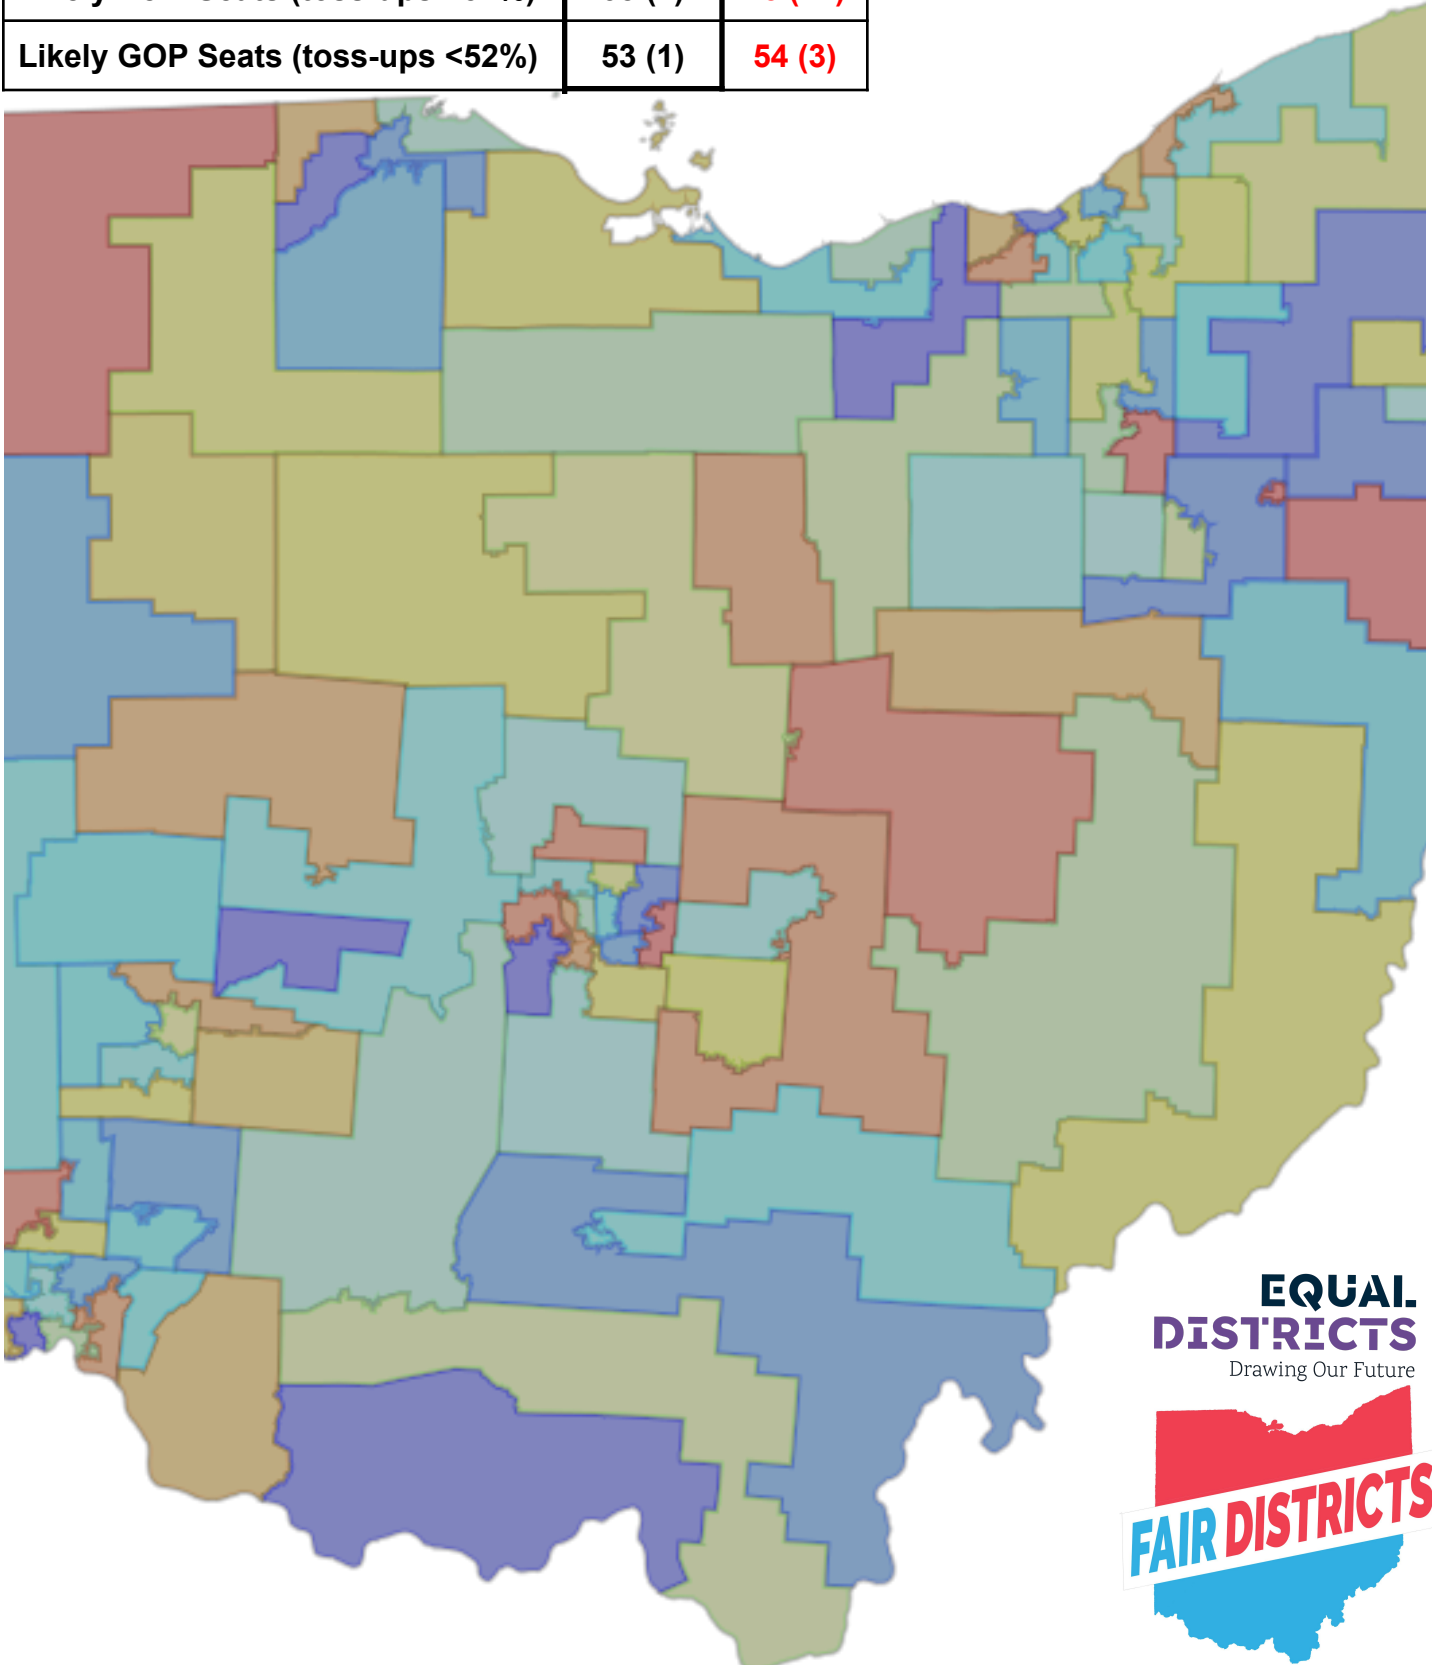 Likely GOP Seats (toss-ups <52%) 53 (1) 54 (3)
EQUAL
DISTRICTS
Drawing Our Future
FAIR DISTRICTS